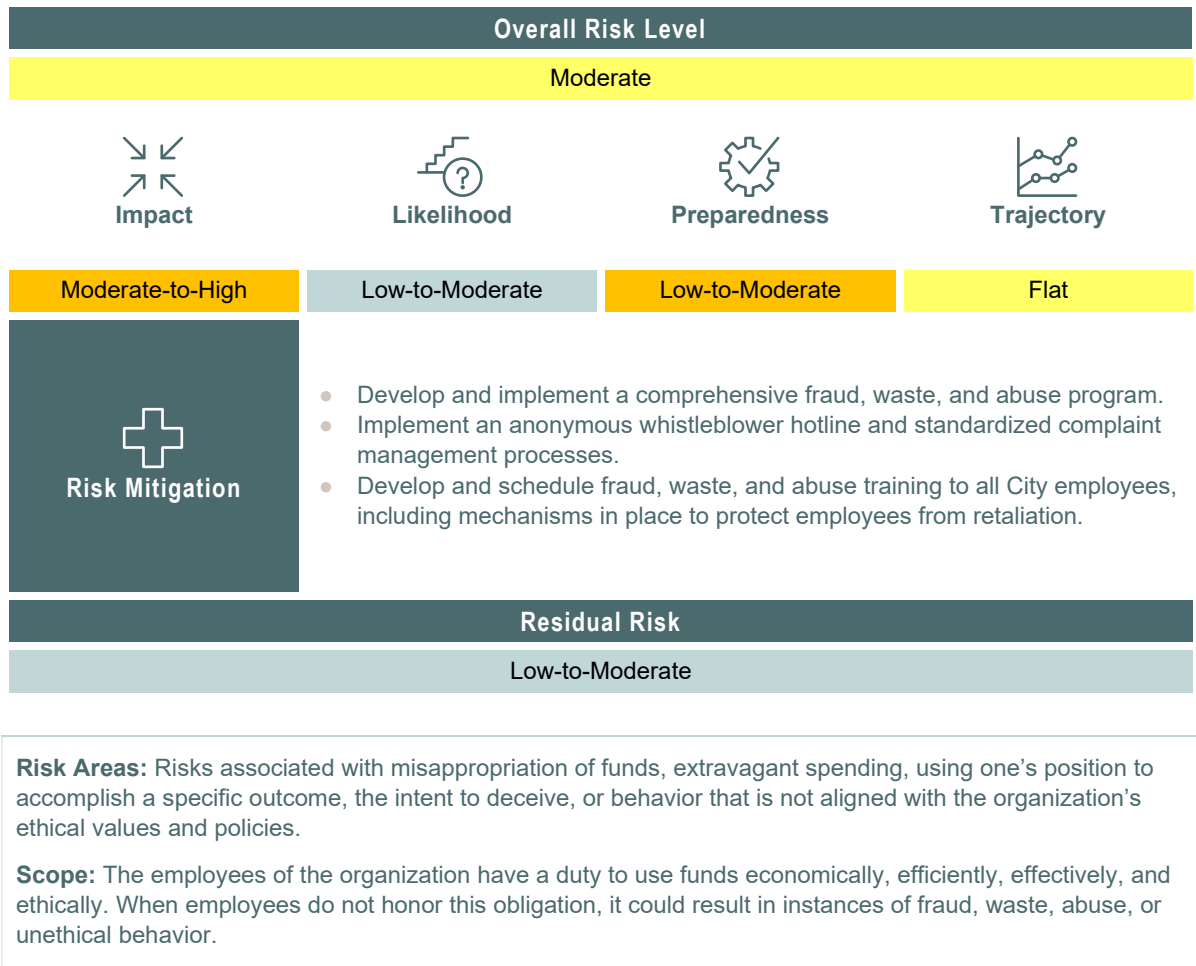 Overall Risk Level
Moderate
Impact
Likelihood
Preparedness
Trajectory
Moderate-to-High
Low-to-Moderate
Low-to-Moderate
Flat
Risk Mitigation
● Develop and implement a comprehensive fraud, waste, and abuse program.
● Implement an anonymous whistleblower hotline and standardized complaint
management processes.
● Develop and schedule fraud, waste, and abuse training to all City employees,
including mechanisms in place to protect employees from retaliation.
Residual Risk
Low-to-Moderate
Risk Areas: Risks associated with misappropriation of funds, extravagant spending, using one’s position to
accomplish a specific outcome, the intent to deceive, or behavior that is not aligned with the organization’s
ethical values and policies.
Scope: The employees of the organization have a duty to use funds economically, efficiently, effectively, and
ethically. When employees do not honor this obligation, it could result in instances of fraud, waste, abuse, or
unethical behavior.